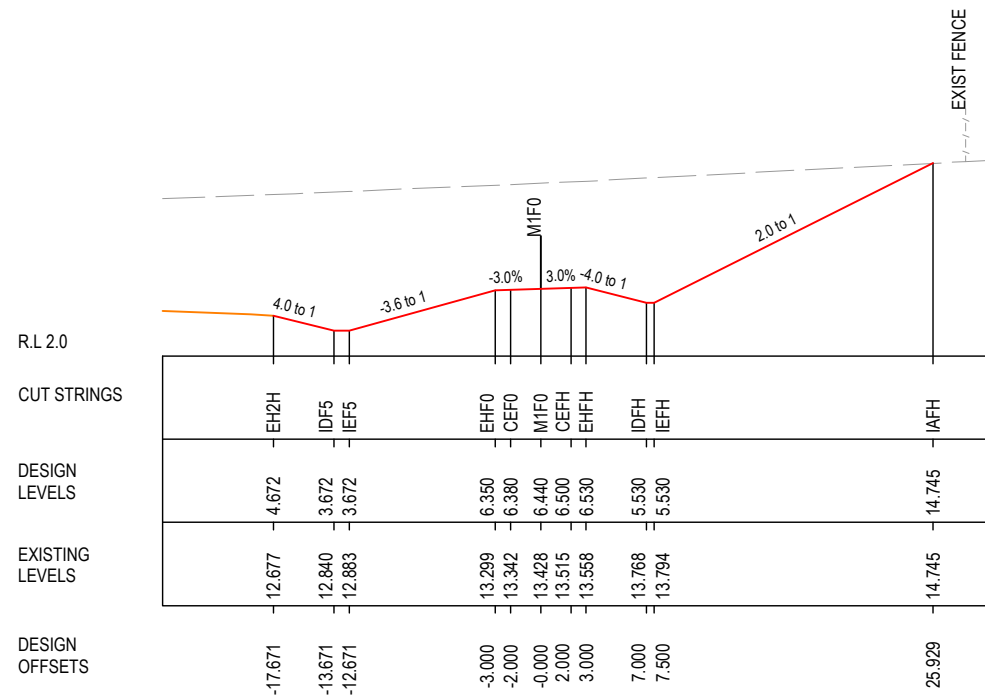 EXIST FENCE
M1F0
2.0 to 1
-3.0%
3.0%
-4.0 to 1
4.0 to 1
-3.6 to 1
R.L 2.0
CUT STRINGS
EH2H
IDF5
IEF5
EHF0
CEF0
M1F0
CEFH
EHFH
IDFH
IEFH
IAFH
DESIGN
LEVELS
4.672
3.672
3.672
6.350
6.380
6.440
6.500
6.530
5.530
5.530
14.745
EXISTING
LEVELS
12.677
12.840
12.883
13.299
13.342
13.428
13.515
13.558
13.768
13.794
14.745
DESIGN
OFFSETS
-17.671
-13.671
-12.671
-3.000
-2.000
-0.000
2.000
3.000
7.000
7.500
25.929